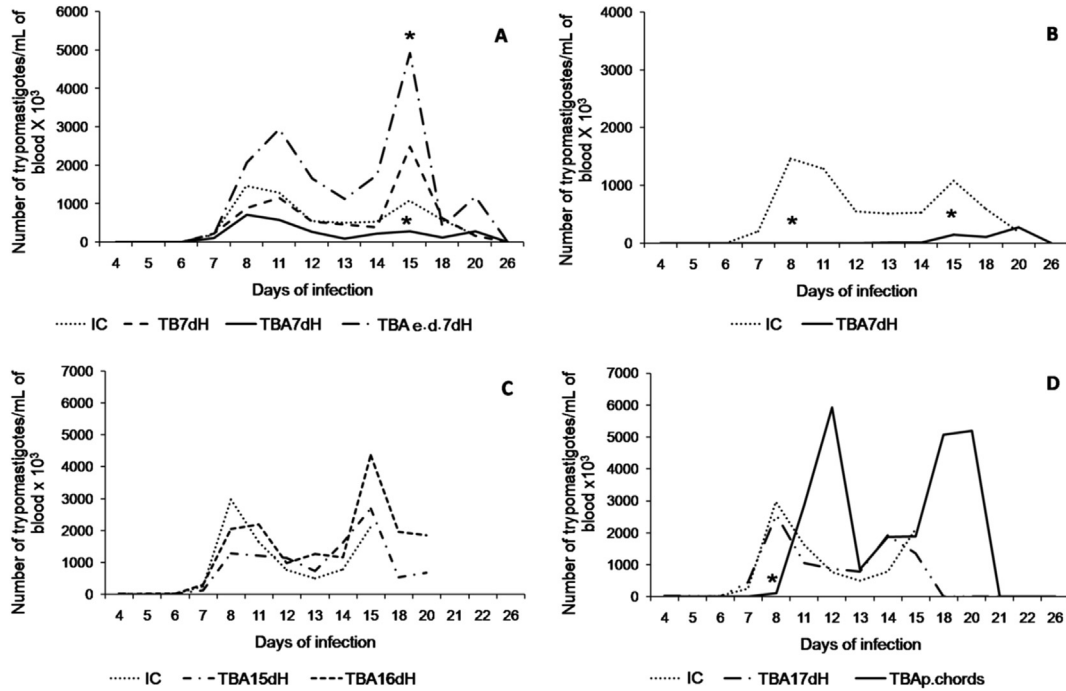 A
Number of trypomastigotes/mL of
blood X 10³
6000
5000
4000
3000
2000
1000
0
*
*
4 5 6 7 8 11 12 13 14 15 18 20 26
Days of infection
IC TB7dH TBA7dH TBA e.d.7dH
B
Number of trypomastigostes/mL of
blood X 10³
4000
3000
2000
1000
0
*
*
4 5 6 7 8 11 12 13 14 15 18 20 26
Days of infection
IC TBA7dH
C
Number of trypomastigotes/mL of
blood x 10³
7000
6000
5000
4000
3000
2000
1000
0
4 5 6 7 8 11 12 13 14 15 18 20 21 22 26
Days of infection
IC TBA15dH TBA16dH
D
Number of trypomastigotes/mL of
blood x 10³
7000
6000
5000
4000
3000
2000
1000
0
*
4 5 6 7 8 11 12 13 14 15 18 20 21 22 26
Days of infection
IC TBA17dH TBAp.chords